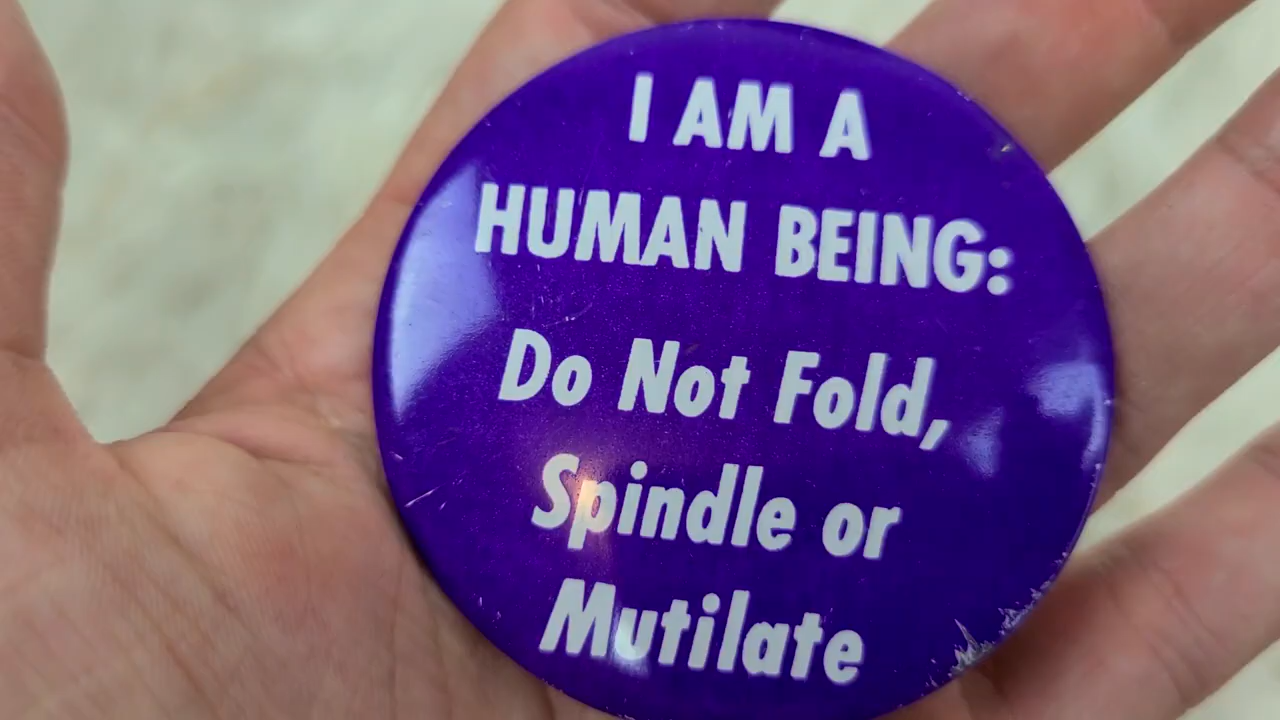 I AM A
HUMAN BEING:
Do Not Fold,
Spindle or
Mutilate